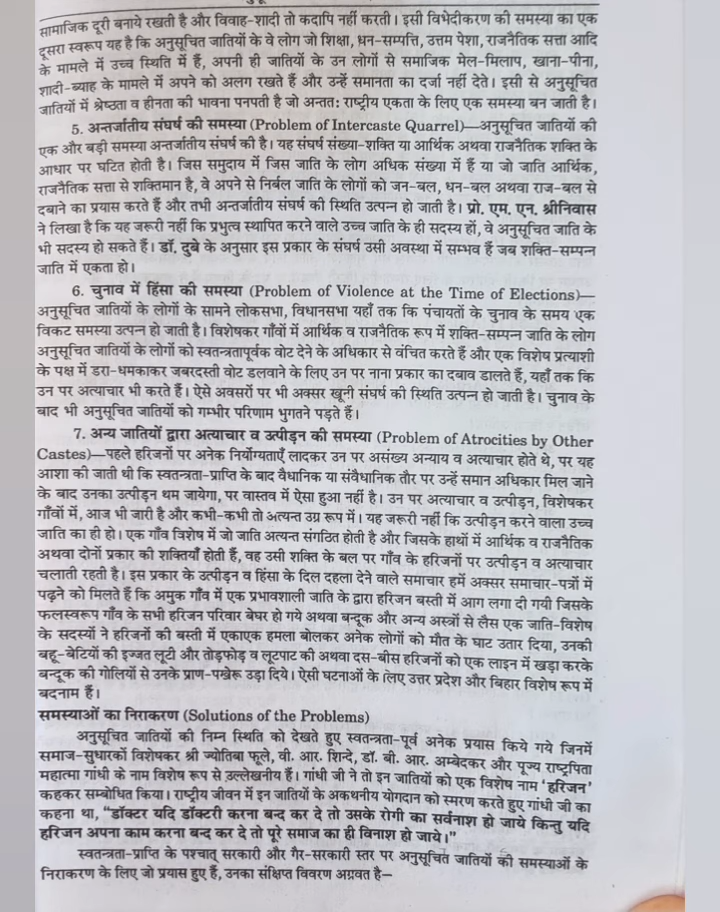 सामाजिक दूरी बनाये रखती है और विवाह-शादी तो कदापि नहीं करती। इसी विभेदीकरण की समस्या का एक
दूसरा स्वरूप यह है कि अनुसूचित जातियों के वे लोग जो शिक्षा, धन-सम्पत्ति, उत्तम पेशा, राजनैतिक सत्ता आदि
के मामले में उच्च स्थिति में हैं, अपनी ही जातियों के उन लोगों से समाजिक मेल-मिलाप, खाना-पीना,
शादी-ब्याह के मामले में अपने को अलग रखते हैं और उन्हें समानता का दर्जा नहीं देते। इसी से अनुसूचित
जातियों में श्रेष्ठता व हीनता की भावना पनपती है जो अन्ततः राष्ट्रीय एकता के लिए एक समस्या बन जाती है।
5. अन्तर्जातीय संघर्ष की समस्या (Problem of Intercaste Quarrel)—अनुसूचित जातियों की
एक और बड़ी समस्या अन्तर्जातीय संघर्ष की है। यह संघर्ष संख्या-शक्ति या आर्थिक अथवा राजनैतिक शक्ति के
आधार पर घटित होती है। जिस समुदाय में जिस जाति के लोग अधिक संख्या में हैं या जो जाति आर्थिक,
राजनैतिक सत्ता से शक्तिमान है, वे अपने से निर्बल जाति के लोगों को जन-बल, धन-बल अथवा राज-बल से
दबाने का प्रयास करते हैं और तभी अन्तर्जातीय संघर्ष की स्थिति उत्पन्न हो जाती है। प्रो. एम. एन. श्रीनिवास
ने लिखा है कि यह जरूरी नहीं कि प्रभुत्व स्थापित करने वाले उच्च जाति के ही सदस्य हों, वे अनुसूचित जाति के
भी सदस्य हो सकते हैं। डॉ. दुबे के अनुसार इस प्रकार के संघर्ष उसी अवस्था में सम्भव हैं जब शक्ति-सम्पन्न
जाति में एकता हो।
6. चुनाव में हिंसा की समस्या (Problem of Violence at the Time of Elections)—
अनुसूचित जातियों के लोगों के सामने लोकसभा, विधानसभा यहाँ तक कि पंचायतों के चुनाव के समय एक
विकट समस्या उत्पन्न हो जाती है। विशेषकर गाँवों में आर्थिक व राजनैतिक रूप में शक्ति-सम्पन्न जाति के लोग
अनुसूचित जातियों के लोगों को स्वतन्त्रतापूर्वक वोट देने के अधिकार से वंचित करते हैं और एक विशेष प्रत्याशी
के पक्ष में डरा-धमकाकर जबरदस्ती वोट डलवाने के लिए उन पर नाना प्रकार का दबाव डालते हैं, यहाँ तक कि
उन पर अत्याचार भी करते हैं। ऐसे अवसरों पर भी अक्सर खूनी संघर्ष की स्थिति उत्पन्न हो जाती है। चुनाव के
बाद भी अनुसूचित जातियों को गम्भीर परिणाम भुगतने पड़ते हैं।
7. अन्य जातियों द्वारा अत्याचार व उत्पीड़न की समस्या (Problem of Atrocities by Other
Castes)—पहले हरिजनों पर अनेक निर्योग्यताएँ लादकर उन पर असंख्य अन्याय व अत्याचार होते थे, पर यह
आशा की जाती थी कि स्वतन्त्रता-प्राप्ति के बाद वैधानिक या संवैधानिक तौर पर उन्हें समान अधिकार मिल जाने
के बाद उनका उत्पीड़न थम जायेगा, पर वास्तव में ऐसा हुआ नहीं है। उन पर अत्याचार व उत्पीड़न, विशेषकर
गाँवों में, आज भी जारी है और कभी-कभी तो अत्यन्त उग्र रूप में। यह जरूरी नहीं कि उत्पीड़न करने वाला उच्च
जाति का ही हो। एक गाँव विशेष में जो जाति अत्यन्त संगठित होती है और जिसके हाथों में आर्थिक व राजनैतिक
अथवा दोनों प्रकार की शक्तियाँ होती हैं, वह उसी शक्ति के बल पर गाँव के हरिजनों पर उत्पीड़न व अत्याचार
चलाती रहती है। इस प्रकार के उत्पीड़न व हिंसा के दिल दहला देने वाले समाचार हमें अक्सर समाचार-पत्रों में
पढ़ने को मिलते हैं कि अमुक गाँव में एक प्रभावशाली जाति के द्वारा हरिजन बस्ती में आग लगा दी गयी जिसके
फलस्वरूप गाँव के सभी हरिजन परिवार बेघर हो गये अथवा बन्दूक और अन्य अस्त्रों से लैस एक जाति-विशेष
के सदस्यों ने हरिजनों की बस्ती में एकाएक हमला बोलकर अनेक लोगों को मौत के घाट उतार दिया, उनकी
बहू-बेटियों की इज्जत लूटी और तोड़फोड़ व लूटपाट की अथवा दस-बीस हरिजनों को एक लाइन में खड़ा करके
बन्दूक की गोलियों से उनके प्राण-पखेरू उड़ा दिये। ऐसी घटनाओं के लिए उत्तर प्रदेश और बिहार विशेष रूप में
बदनाम हैं।
समस्याओं का निराकरण (Solutions of the Problems)
अनुसूचित जातियों की निम्न स्थिति को देखते हुए स्वतन्त्रता-पूर्व अनेक प्रयास किये गये जिनमें
समाज-सुधारकों विशेषकर श्री ज्योतिबा फूले, वी. आर. शिन्दे, डॉ. बी. आर. अम्बेदकर और पूज्य राष्ट्रपिता
महात्मा गांधी के नाम विशेष रूप से उल्लेखनीय हैं। गांधी जी ने तो इन जातियों को एक विशेष नाम ‘हरिजन’
कहकर सम्बोधित किया। राष्ट्रीय जीवन में इन जातियों के अकथनीय योगदान को स्मरण करते हुए गांधी जी का
कहना था, “डॉक्टर यदि डॉक्टरी करना बन्द कर दे तो उसके रोगी का सर्वनाश हो जाये किन्तु यदि
हरिजन अपना काम करना बन्द कर दे तो पूरे समाज का ही विनाश हो जाये।”
स्वतन्त्रता-प्राप्ति के पश्चात् सरकारी और गैर-सरकारी स्तर पर अनुसूचित जातियों की समस्याओं के
निराकरण के लिए जो प्रयास हुए हैं, उनका संक्षिप्त विवरण अग्रवत है—